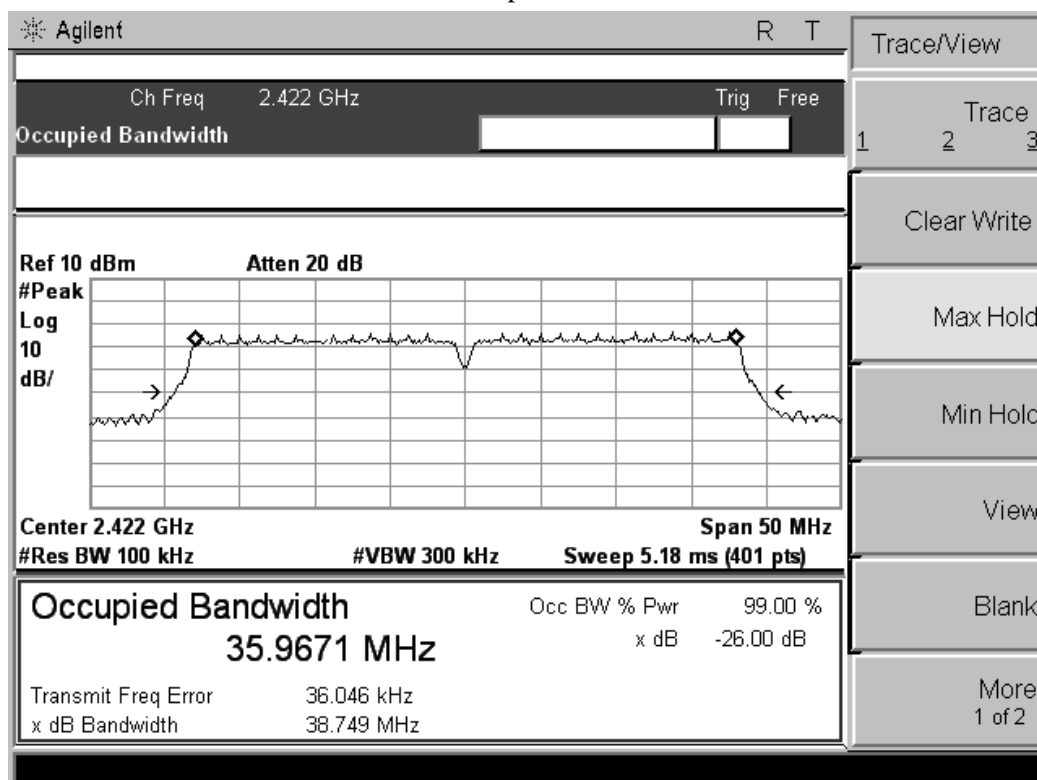 Agilent R T
Ch Freq 2.422 GHz Trig Free
Occupied Bandwidth
Ref 10 dBm Atten 20 dB
#Peak
Log
10
dB/
Center 2.422 GHz Span 50 MHz
#Res BW 100 kHz #VBW 300 kHz Sweep 5.18 ms (401 pts)
Occupied Bandwidth Occ BW % Pwr 99.00 %
35.9671 MHz x dB -26.00 dB
Transmit Freq Error 36.046 kHz
x dB Bandwidth 38.749 MHz
Trace/View
Trace
1 2 3
Clear Write
Max Hold
Min Hold
View
Blank
More
1 of 2